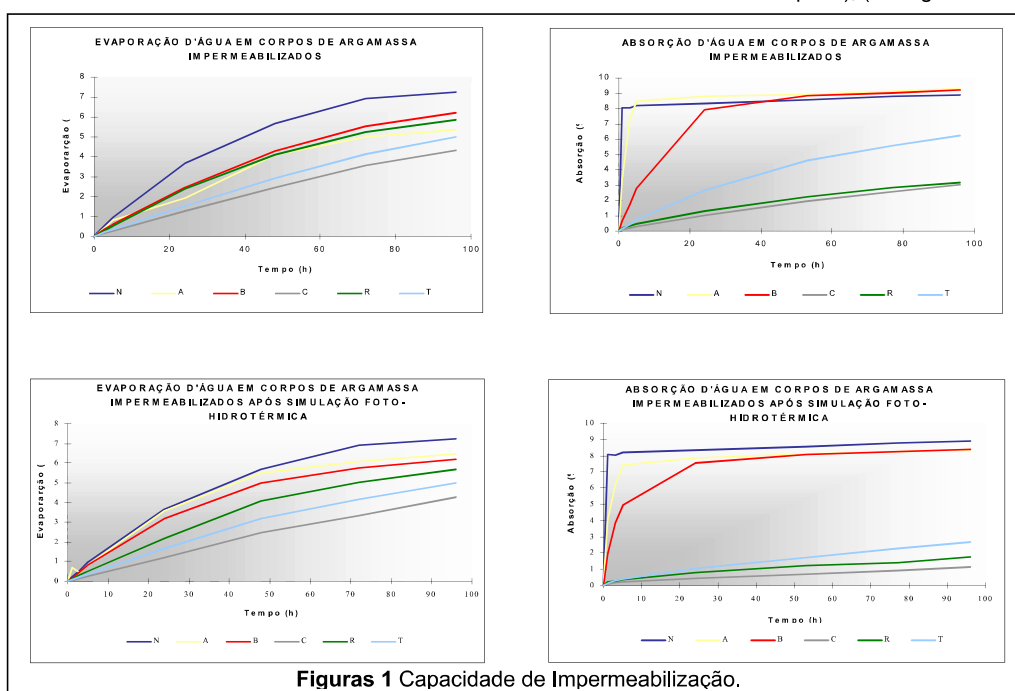 EVAPORAÇÃO D'ÁGUA EM CORPOS DE ARGAMASSA
IMPERMEABILIZADOS
Evaporarção (
8
7
6
5
4
3
2
1
0
0 20 40 60 80 100
Tempo (h)
N A B C R T
ABSORÇÃO D'ÁGUA EM CORPOS DE ARGAMASSA
IMPERMEABILIZADOS
Absorção (
10
9
8
7
6
5
4
3
2
1
0
0 20 40 60 80 100
Tempo (h)
N A B C R T
EVAPORAÇÃO D'ÁGUA EM CORPOS DE ARGAMASSA
IMPERMEABILIZADOS APÓS SIMULAÇÃO FOTO-
HIDROTÉRMICA
Evaporarção (
8
7
6
5
4
3
2
1
0
0 10 20 30 40 50 60 70 80 90 100
Tempo (h)
N A B C R T
ABSORÇÃO D'ÁGUA EM CORPOS DE ARGAMASSA
IMPERMEABILIZADOS APÓS SIMULAÇÃO FOTO-
HIDROTÉRMICA
Absorção (
10
9
8
7
6
5
4
3
2
1
0
0 10 20 30 40 50 60 70 80 90 100
Tempo (h)
N A B C R T
Figuras 1 Capacidade de Impermeabilização.